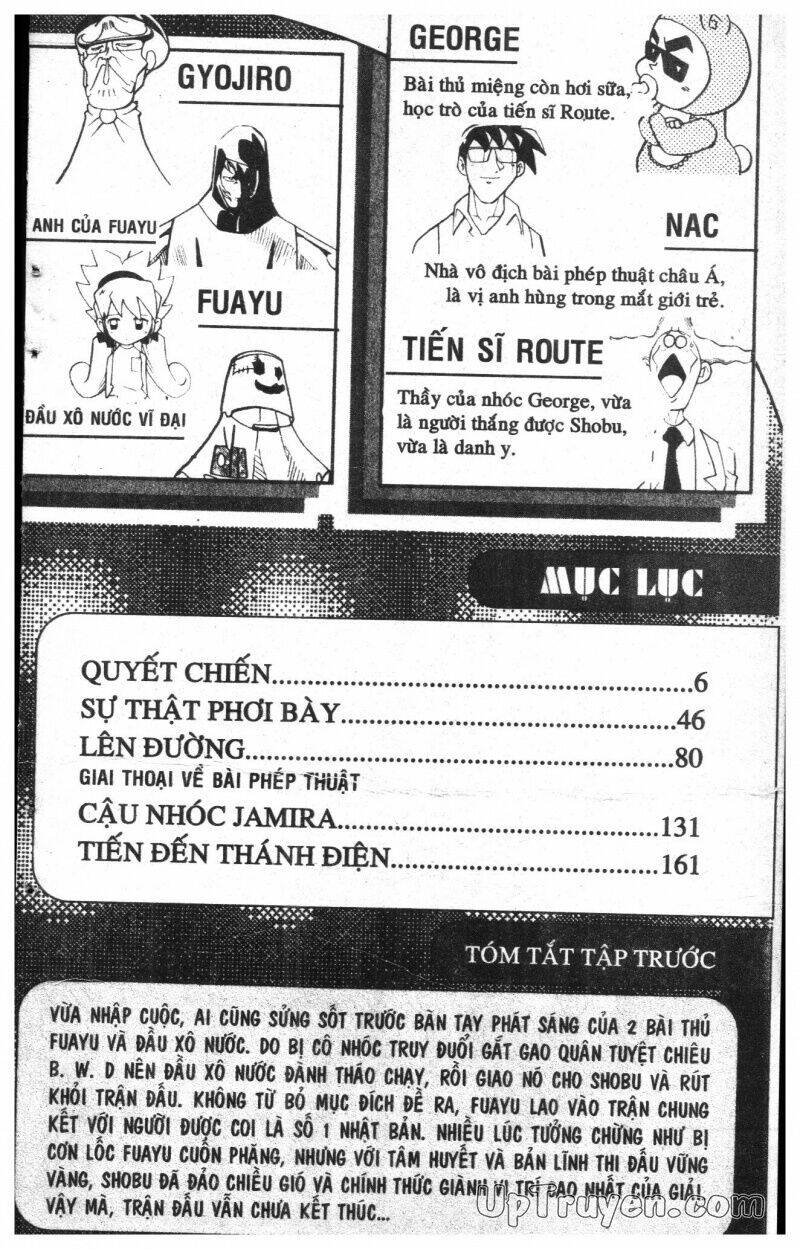 GYOJIRO
ANH CỦA FUAYU
FUAYU
ĐẦU XÔ NƯỚC VĨ ĐẠI
GEORGE
(6)
Bài thủ miệng còn hơi sữa,
học trò của tiến sĩ Route.
NAC
Nhà vô địch bài phép thuật châu Á,
là vị anh hùng trong mắt giới trẻ.
TIẾN SĨ ROUTE
Thầy của nhóc George, vừa
là người thắng được Shobu,
vừa là danh y.
MỤC LỤC
QUYẾT CHIẾN.....................................................6
SỰ THẬT PHƠI BÀY..........................................46
LÊN ĐƯỜNG......................................................80
GIAI THOẠI VỀ BÀI PHÉP THUẬT
CẬU NHÓC JAMIRA........................................131
TIẾN ĐẾN THÁNH ĐIỆN.................................161
TÓM TẮT TẬP TRƯỚC
VỪA NHẬP CUỘC, AI CŨNG SỬNG SỐT TRƯỚC BÀN TAY PHÁT SÁNG CỦA 2 BÀI THỦ
FUAYU VÀ ĐẦU XÔ NƯỚC. DO BỊ CÔ NHÓC TRUY ĐUỔI GẮT GAO QUÂN TUYỆT CHIÊU
B. W. D NÊN ĐẦU XÔ NƯỚC ĐÀNH THÁO CHẠY, RỒI GIAO NÓ CHO SHOBU VÀ RÚT
KHỎI TRẬN ĐẤU. KHÔNG TỪ BỎ MỤC ĐÍCH ĐỀ RA, FUAYU LAO VÀO TRẬN CHUNG
KẾT VỚI NGƯỜI ĐƯỢC COI LÀ SỐ 1 NHẬT BẢN. NHIỀU LÚC TƯỞNG CHỪNG NHƯ BỊ
CƠN LỐC FUAYU CUỐN PHĂNG, NHƯNG VỚI TÂM HUYẾT VÀ BẢN LĨNH THI ĐẤU VỮNG
VÀNG, SHOBU ĐÃ ĐẢO CHIỀU GIÓ VÀ CHÍNH THỨC GIÀNH VỊ TRÍ CAO NHẤT CỦA GIẢI.
VẬY MÀ, TRẬN ĐẤU VẪN CHƯA KẾT THÚC...
UpTruyen.com